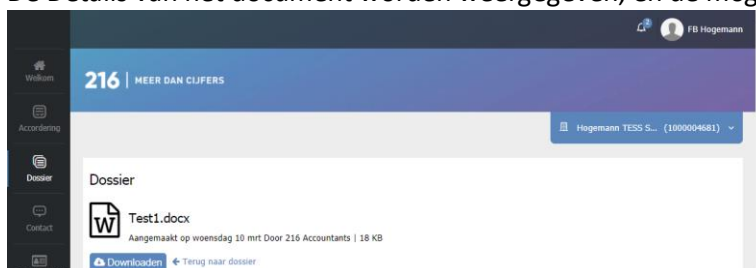 De Details van het document worden weergegeven, en de mog
2
FB Hogemann
Welkom
216 | MEER DAN CIJFERS
Accordering
Hogemann TESS S... (1000004681)
Dossier
Dossier
Test1.docx
Contact
Aangemaakt op woensdag 10 mrt Door 216 Accountants | 18 KB
Downloaden
Terug naar dossier